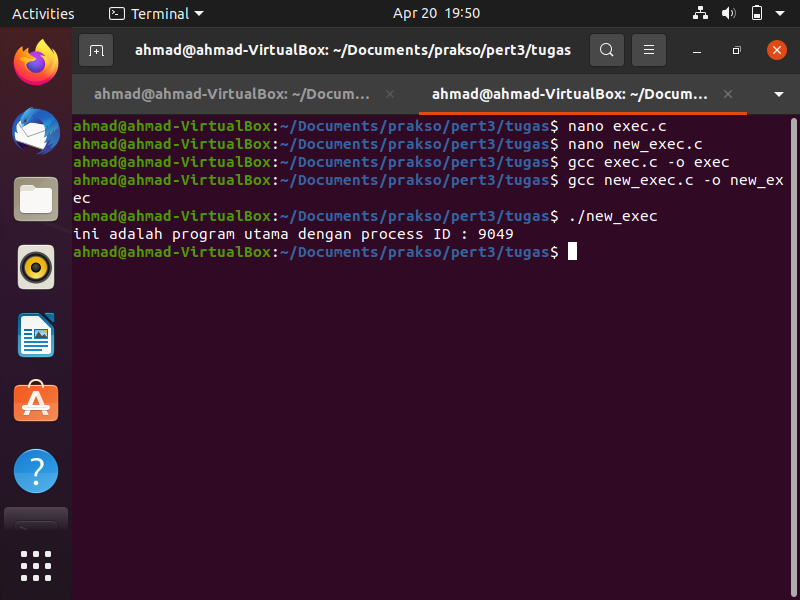 Activities Terminal Apr 20 19:50
ahmad@ahmad-VirtualBox: ~/Documents/prakso/pert3/tugas
ahmad@ahmad-VirtualBox: ~/Docum... × ahmad@ahmad-VirtualBox: ~/Docum... ×
ahmad@ahmad-VirtualBox:~/Documents/prakso/pert3/tugas$ nano exec.c
ahmad@ahmad-VirtualBox:~/Documents/prakso/pert3/tugas$ nano new_exec.c
ahmad@ahmad-VirtualBox:~/Documents/prakso/pert3/tugas$ gcc exec.c -o exec
ahmad@ahmad-VirtualBox:~/Documents/prakso/pert3/tugas$ gcc new_exec.c -o new_ex
ec
ahmad@ahmad-VirtualBox:~/Documents/prakso/pert3/tugas$ ./new_exec
ini adalah program utama dengan process ID : 9049
ahmad@ahmad-VirtualBox:~/Documents/prakso/pert3/tugas$